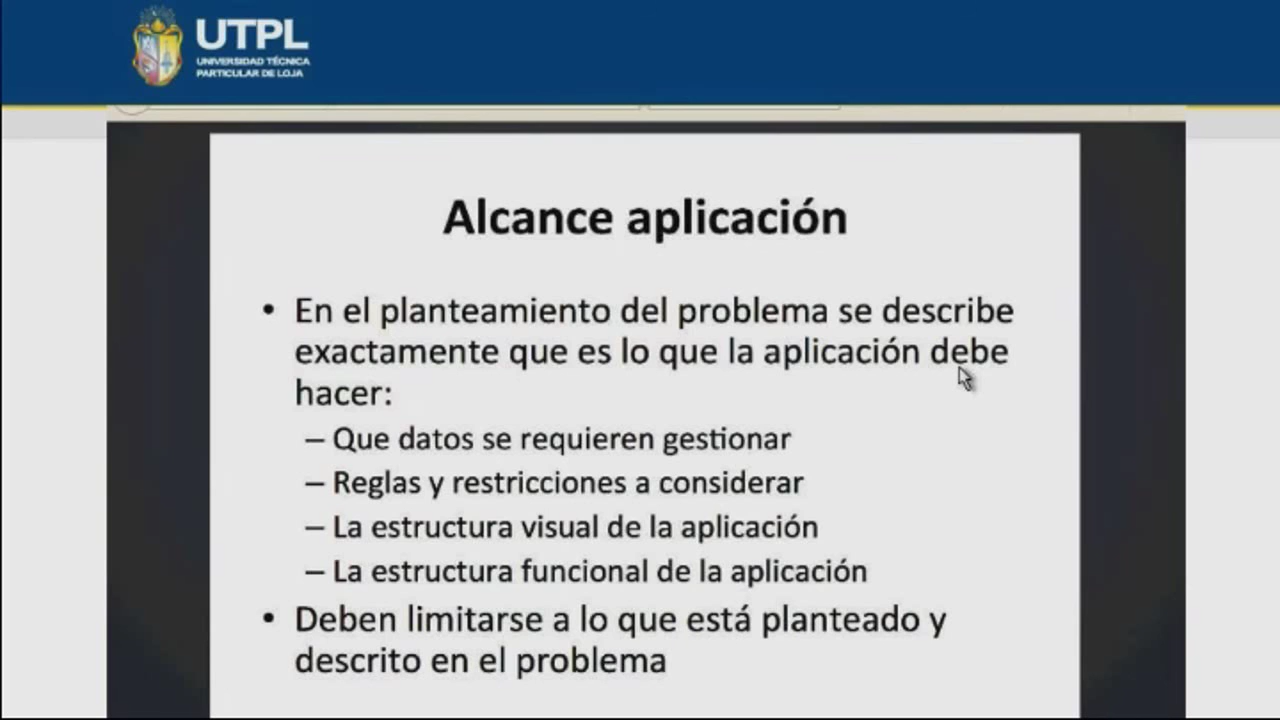 UTPL
UNIVERSIDAD TÉCNICA
PARTICULAR DE LOJA
Alcance aplicación
• En el planteamiento del problema se describe
exactamente que es lo que la aplicación debe
hacer:
– Que datos se requieren gestionar
– Reglas y restricciones a considerar
– La estructura visual de la aplicación
– La estructura funcional de la aplicación
• Deben limitarse a lo que está planteado y
descrito en el problema